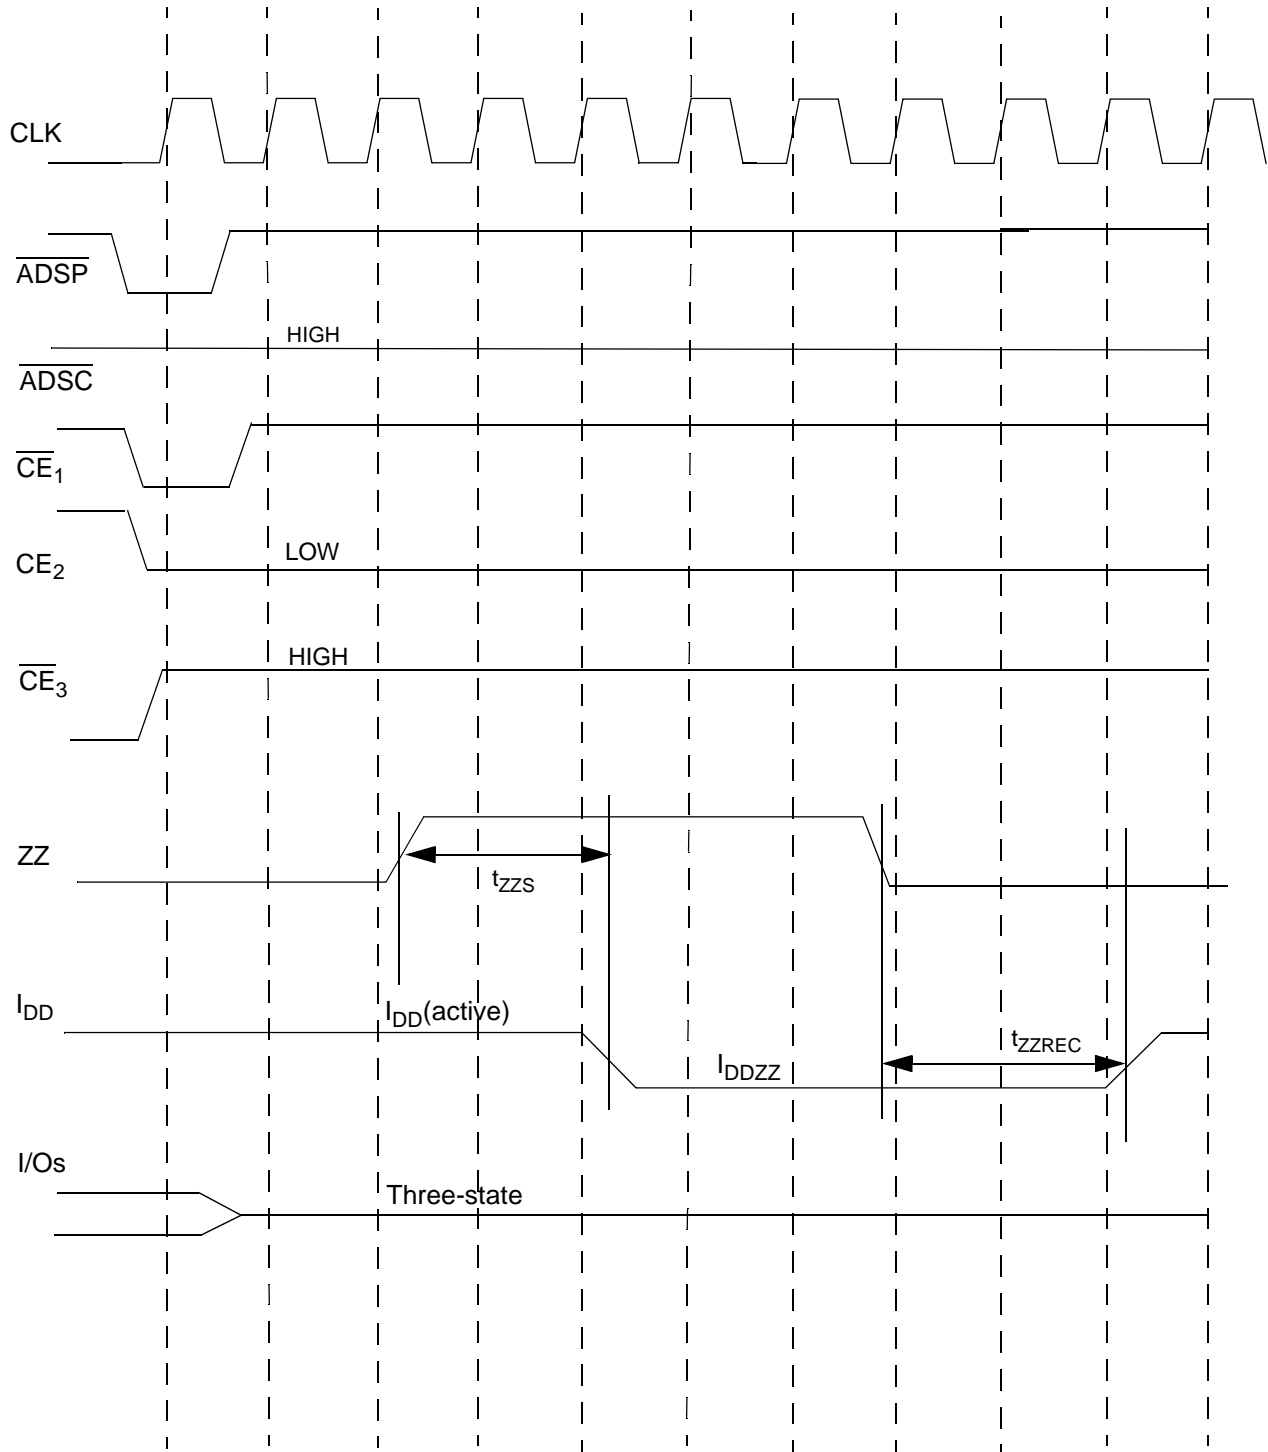 CLK
ADSP
HIGH
ADSC
CE1
LOW
CE2
HIGH
CE3
ZZ
tZZS
IDD
IDD(active)
tZZREC
IDDZZ
I/Os
Three-state